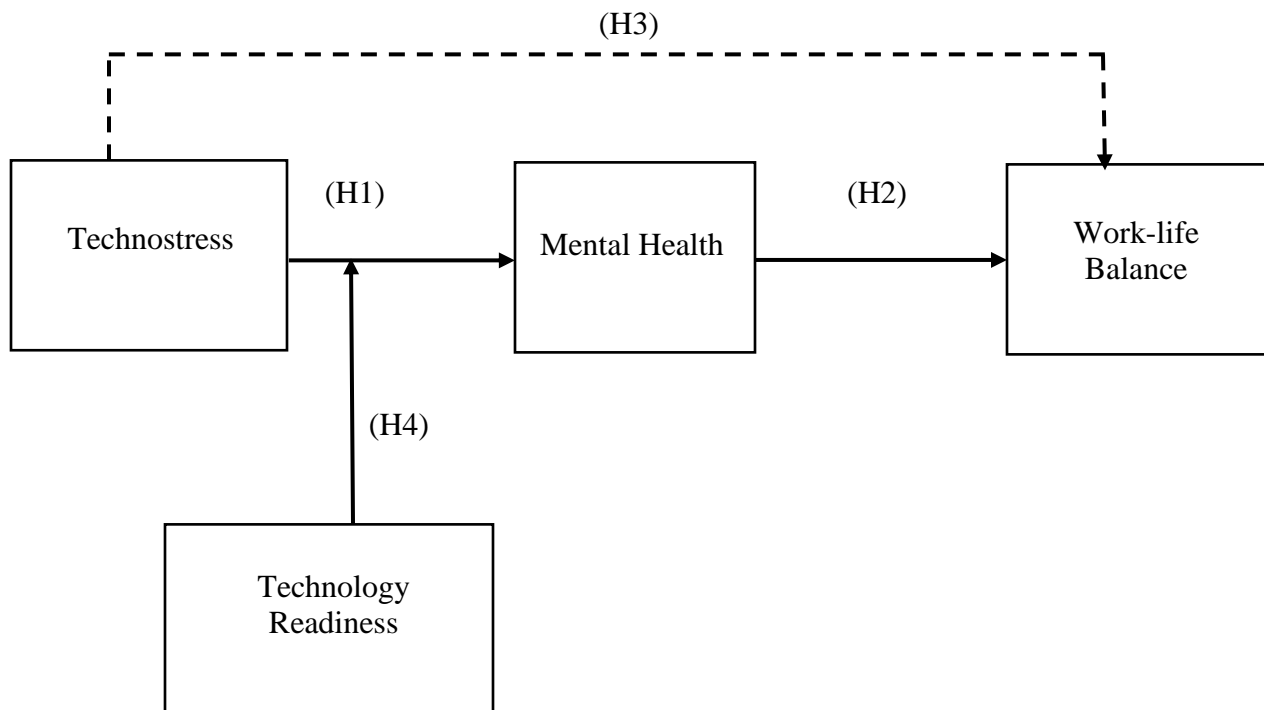 (H3)
(H1)
(H2)
Technostress
Mental Health
Work-life
Balance
(H4)
Technology
Readiness